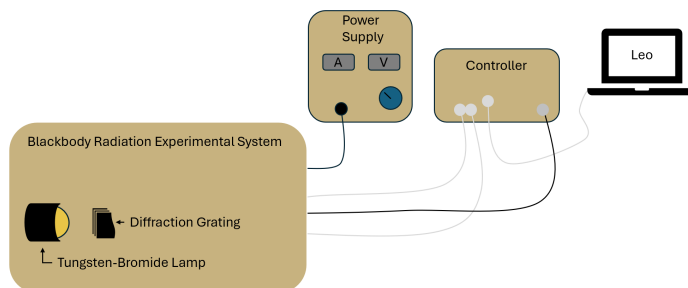 Power
Supply
A
V
Controller
Leo
Blackbody Radiation Experimental System
Diffraction Grating
Tungsten-Bromide Lamp